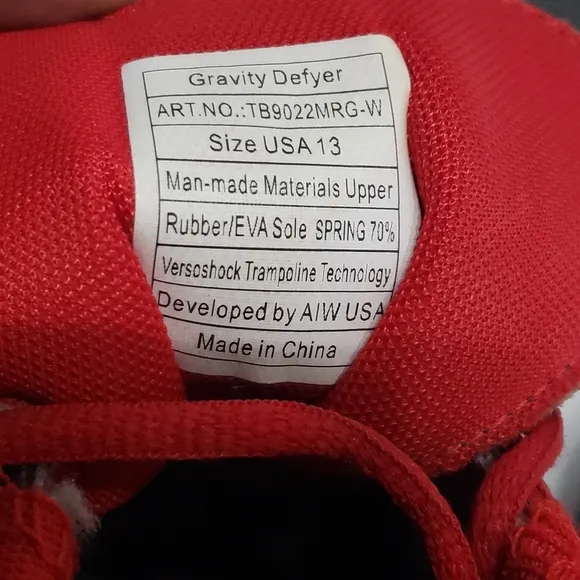 Gravity Defyer
ART.NO.:TB9022MRG-W
Size USA 13
Man-made Materials Upper
Rubber/EVA Sole SPRING 70%
Versoshock Trampoline Technology
Developed by AIW USA
Made in China